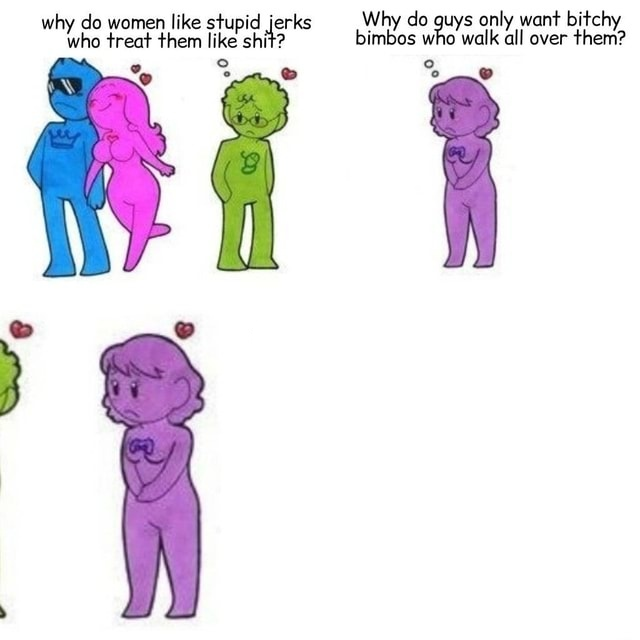 why do women like stupid jerks
who treat them like shit?
Why do guys only want bitchy
bimbos who walk all over them?